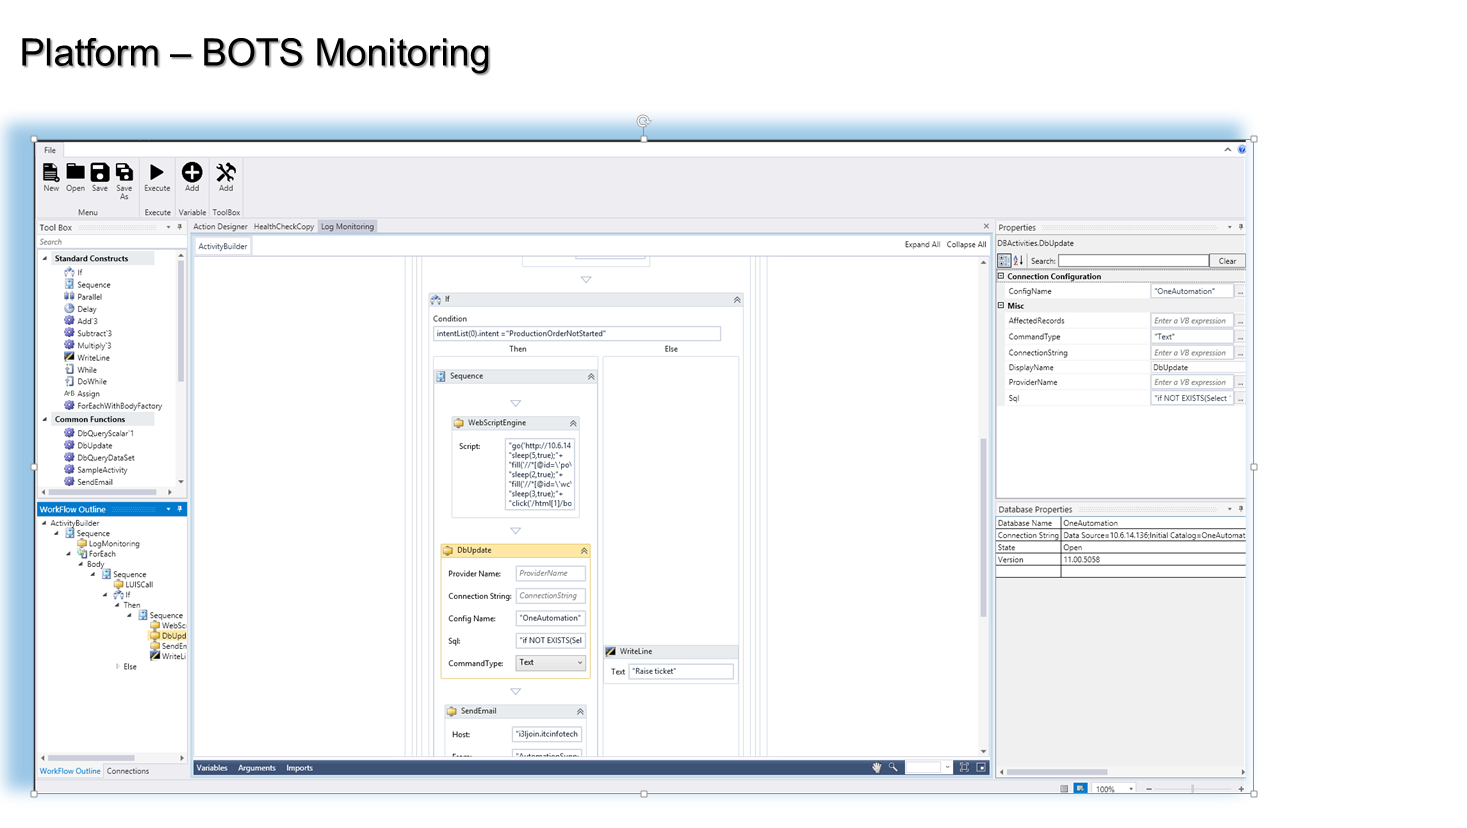 Platform – BOTS Monitoring
File
New Open Save Save As Execute Add Add
Menu Execute Variable ToolBox
Tool Box
Search
Standard Constructs
If
Sequence
Parallel
Delay
Add`3
Subtract`3
Multiply`3
WriteLine
While
DoWhile
A+B Assign
ForEachWithBodyFactory
Common Functions
DbQueryScalar`1
DbUpdate
DbQueryDataSet
SampleActivity
SendEmail
WorkFlow Outline
ActivityBuilder
Sequence
LogMonitoring
ForEach
Body
Sequence
LUISCall
If
Then
Sequence
WebSc
DbUpd
SendEm
WriteLi
Else
WorkFlow Outline Connections
Action Designer HealthCheckCopy Log Monitoring
ActivityBuilder
Expand All Collapse All
If
Condition
intentList(0).intent ="ProductionOrderNotStarted"
Then Else
Sequence
WebScriptEngine
Script:
"go('http://10.6.14
"sleep(5,true);"+
"fill('//*[@id=\'po\
"sleep(2,true);"+
"fill('//*[@id=\'wc\
"sleep(3,true);"+
"click('/html[1]/bo
DbUpdate
Provider Name: ProviderName
Connection String: ConnectionString
Config Name: "OneAutomation"
Sql: "if NOT EXISTS(Sel
CommandType: Text
WriteLine
Text "Raise ticket"
SendEmail
Host: "i3ljoin.itcinfotech
Variables Arguments Imports
Properties
DBActivities.DbUpdate
Search: Clear
Connection Configuration
ConfigName "OneAutomation" ...
Misc
AffectedRecords Enter a VB expression ...
CommandType "Text" ...
ConnectionString Enter a VB expression ...
DisplayName DbUpdate
ProviderName Enter a VB expression ...
Sql "if NOT EXISTS(Select ...
Database Properties
Database Name OneAutomation
Connection String Data Source=10.6.14.136;Initial Catalog=OneAutomat
State Open
Version 11.00.5058
100%